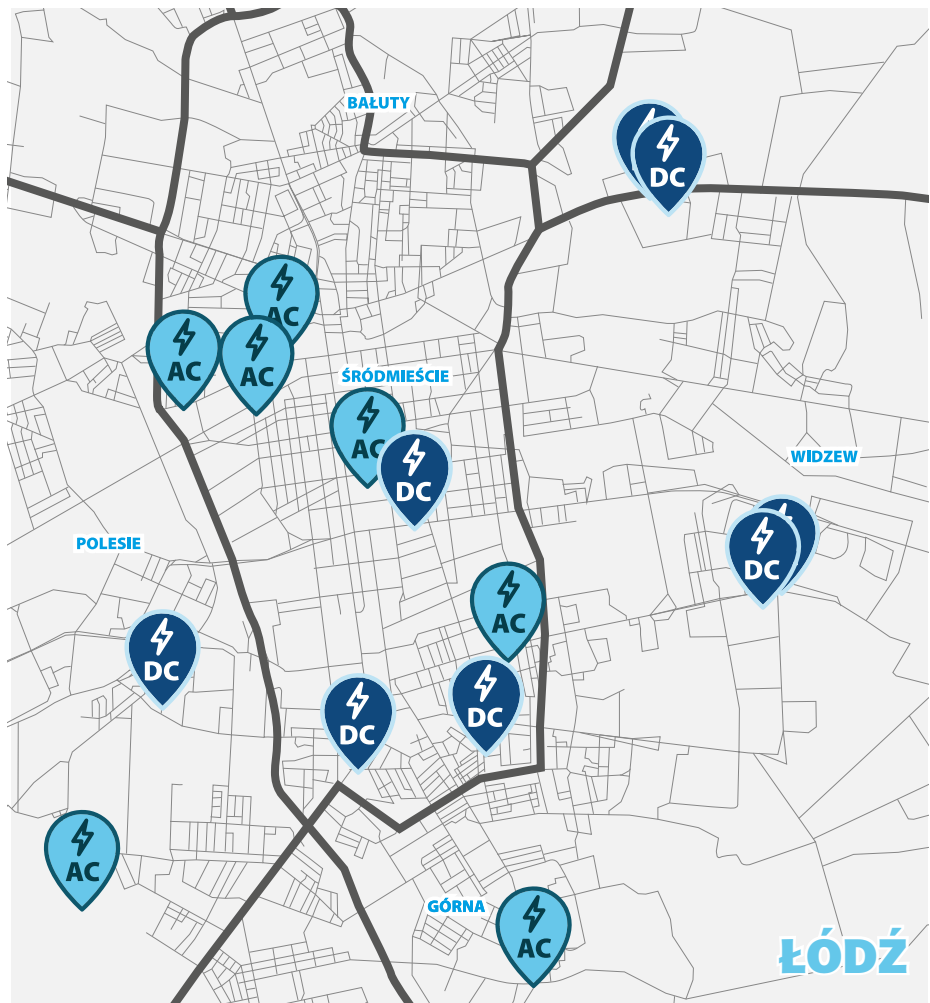 BAŁUTY
DC
AC
AC
AC
ŚRÓDMIEŚCIE
AC
DC
WIDZEW
DC
POLESIE
AC
DC
DC
DC
AC
GÓRNA
AC
ŁÓDŹ